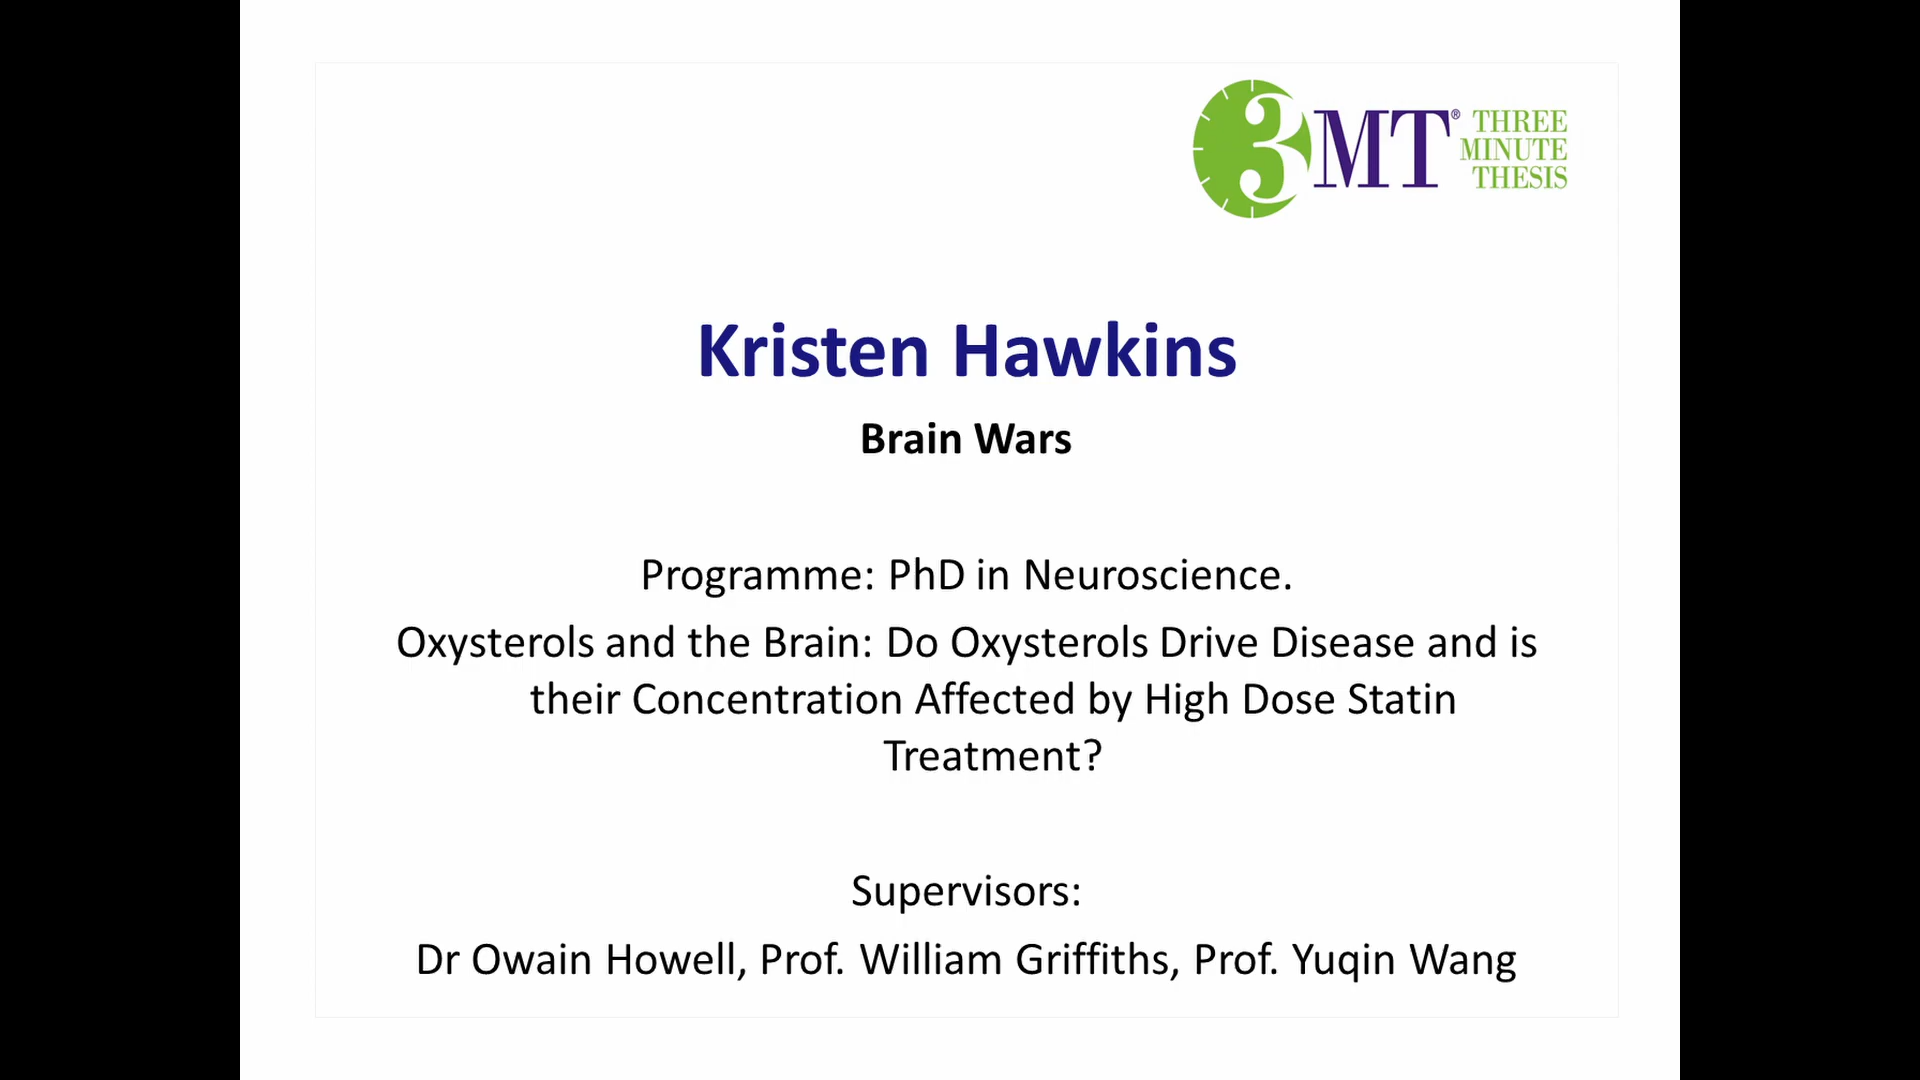 3MT® THREE
MINUTE
THESIS
Kristen Hawkins
Brain Wars
Programme: PhD in Neuroscience.
Oxysterols and the Brain: Do Oxysterols Drive Disease and is
their Concentration Affected by High Dose Statin
Treatment?
Supervisors:
Dr Owain Howell, Prof. William Griffiths, Prof. Yuqin Wang